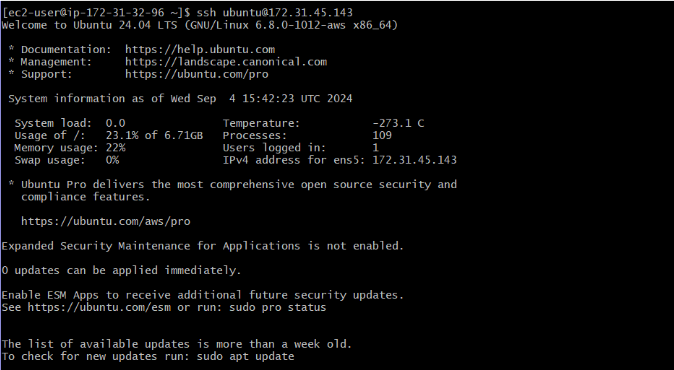 [ec2-user@ip-172-31-32-96 ~]$ ssh ubuntu@172.31.45.143
Welcome to Ubuntu 24.04 LTS (GNU/Linux 6.8.0-1012-aws x86_64)
* Documentation: https://help.ubuntu.com
* Management: https://landscape.canonical.com
* Support: https://ubuntu.com/pro
System information as of Wed Sep 4 15:42:23 UTC 2024
System load: 0.0 Temperature: -273.1 C
Usage of /: 23.1% of 6.71GB Processes: 109
Memory usage: 22% Users logged in: 1
Swap usage: 0% IPv4 address for ens5: 172.31.45.143
* Ubuntu Pro delivers the most comprehensive open source security and
compliance features.
https://ubuntu.com/aws/pro
Expanded Security Maintenance for Applications is not enabled.
0 updates can be applied immediately.
Enable ESM Apps to receive additional future security updates.
See https://ubuntu.com/esm or run: sudo pro status
The list of available updates is more than a week old.
To check for new updates run: sudo apt update